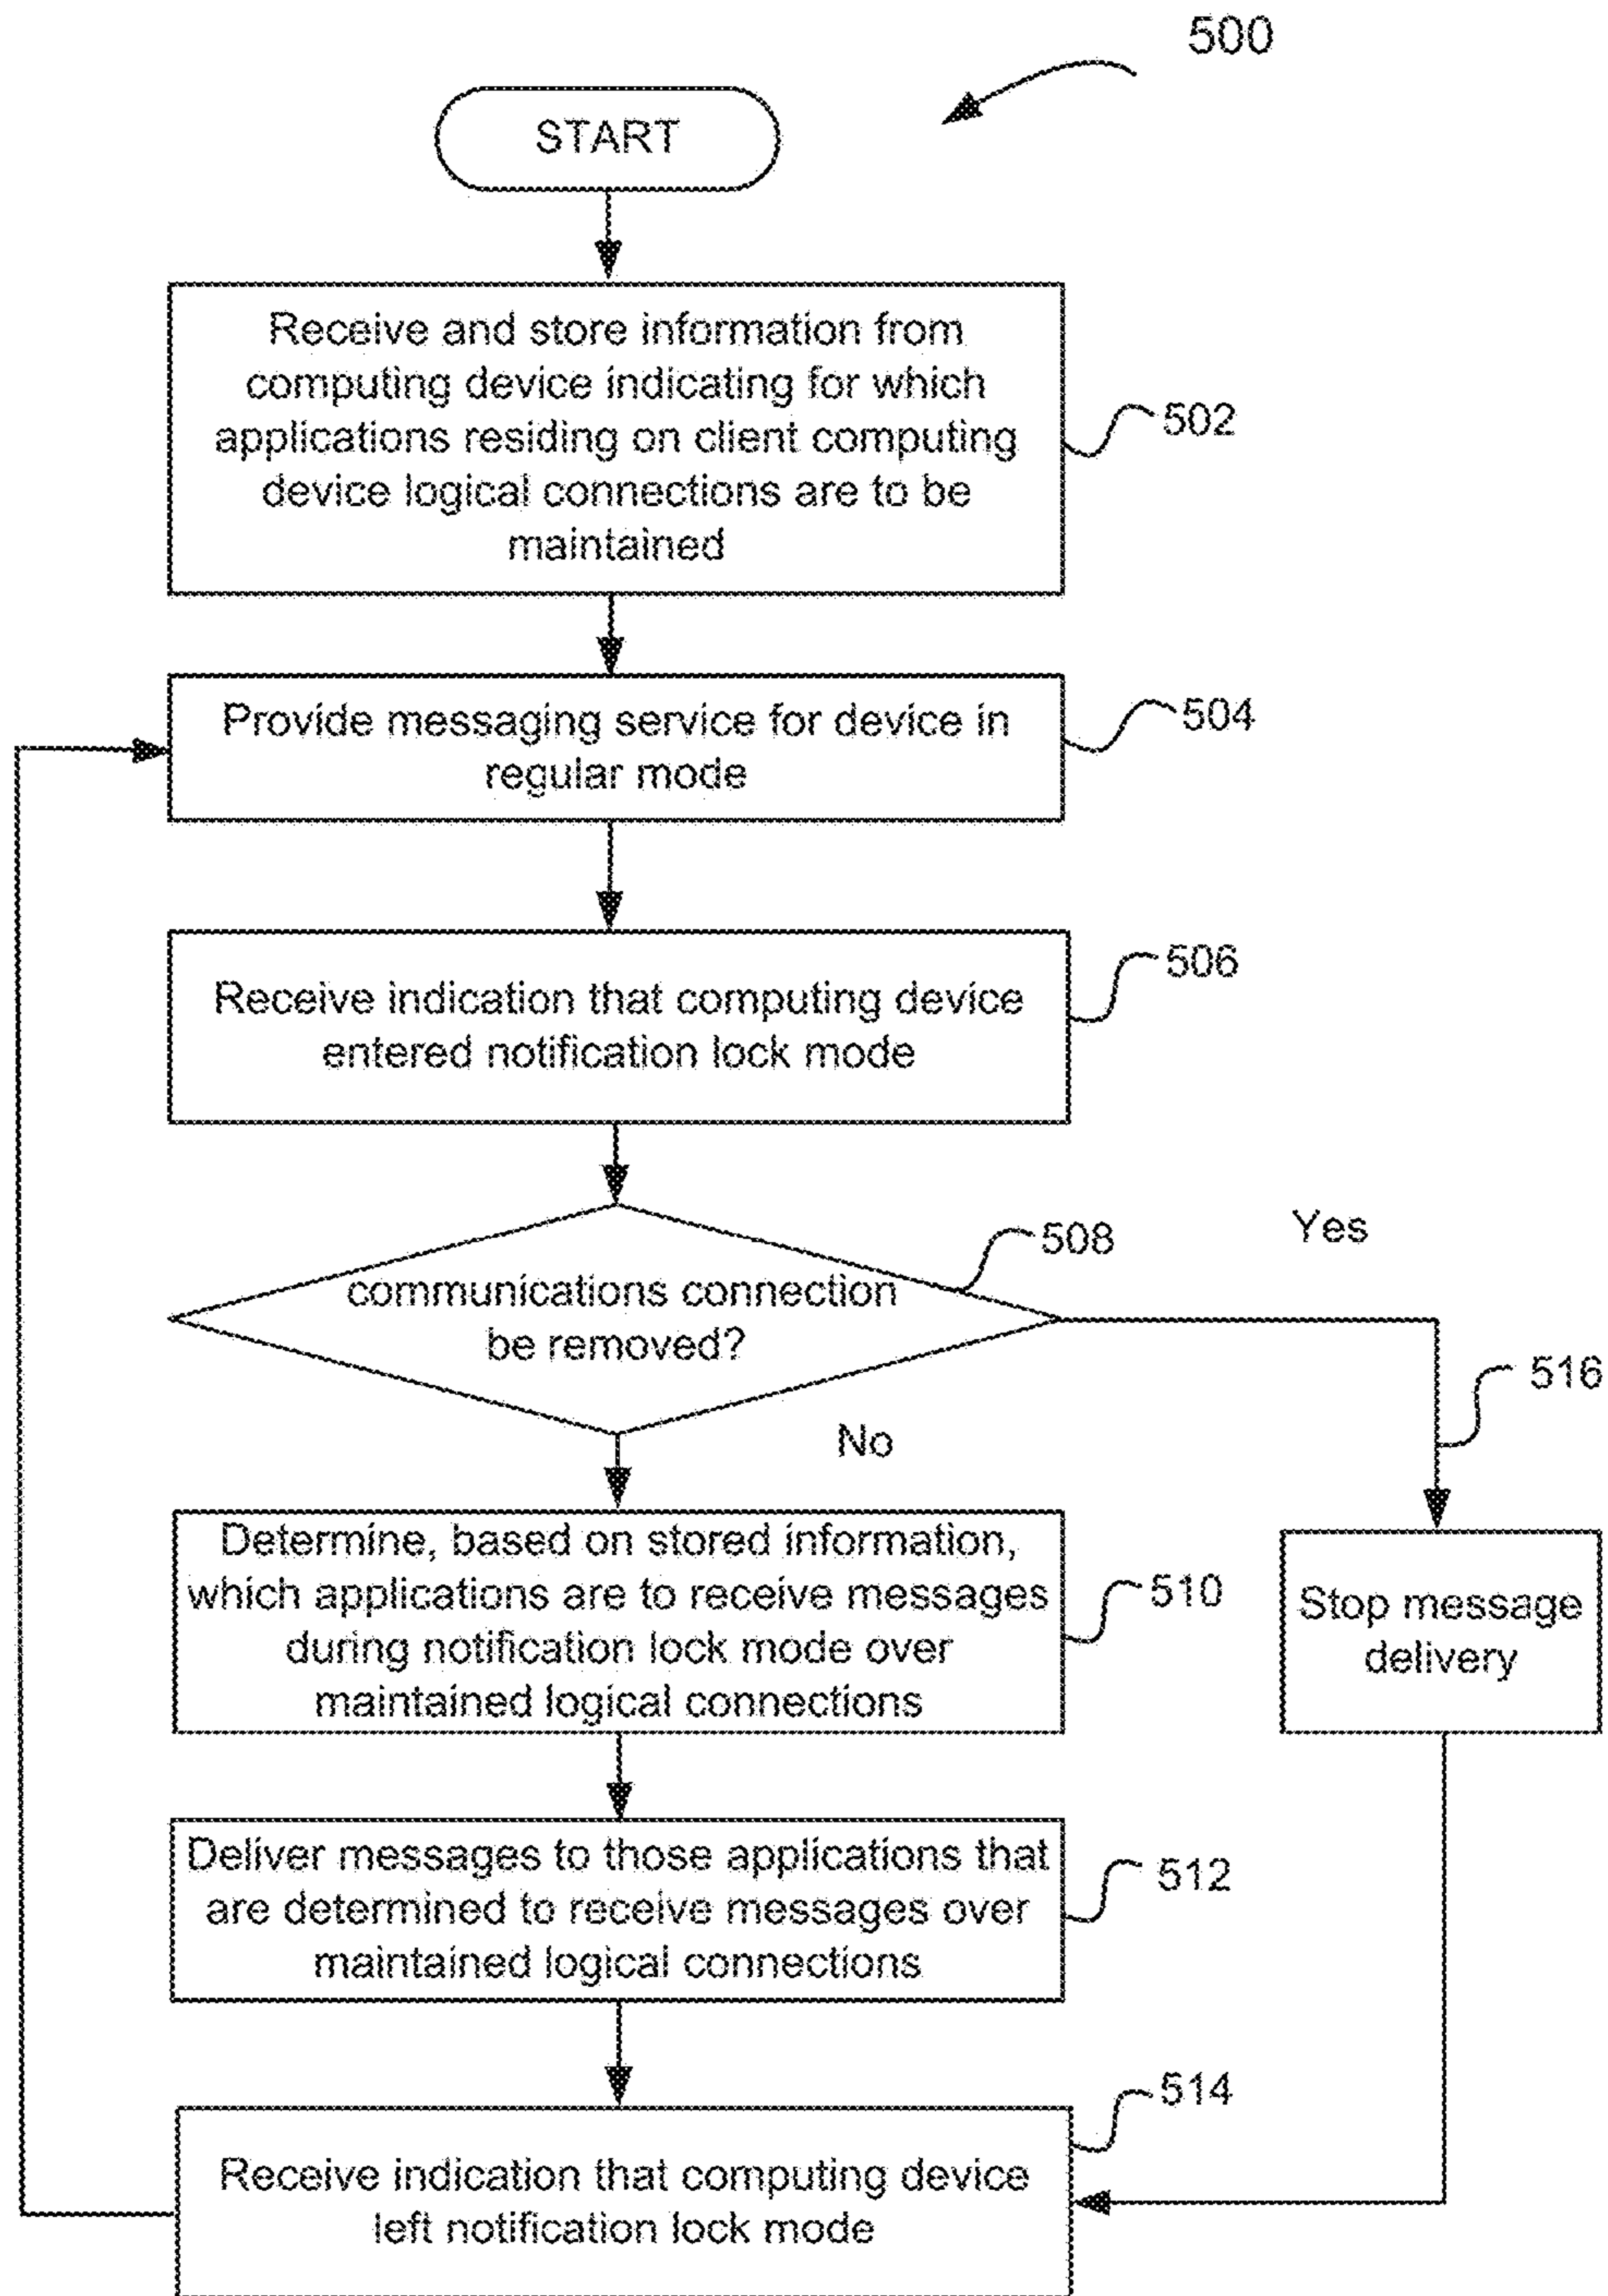 500
START
Receive and store information from
computing device indicating for which
applications residing on client computing
device logical connections are to be
maintained
502
Provide messaging service for device in
regular mode
504
Receive indication that computing device
entered notification lock mode
506
communications connection
be removed?
508
Yes
516
No
Determine, based on stored information,
which applications are to receive messages
during notification lock mode over
maintained logical connections
510
Stop message
delivery
Deliver messages to those applications that
are determined to receive messages over
maintained logical connections
512
Receive indication that computing device
left notification lock mode
514